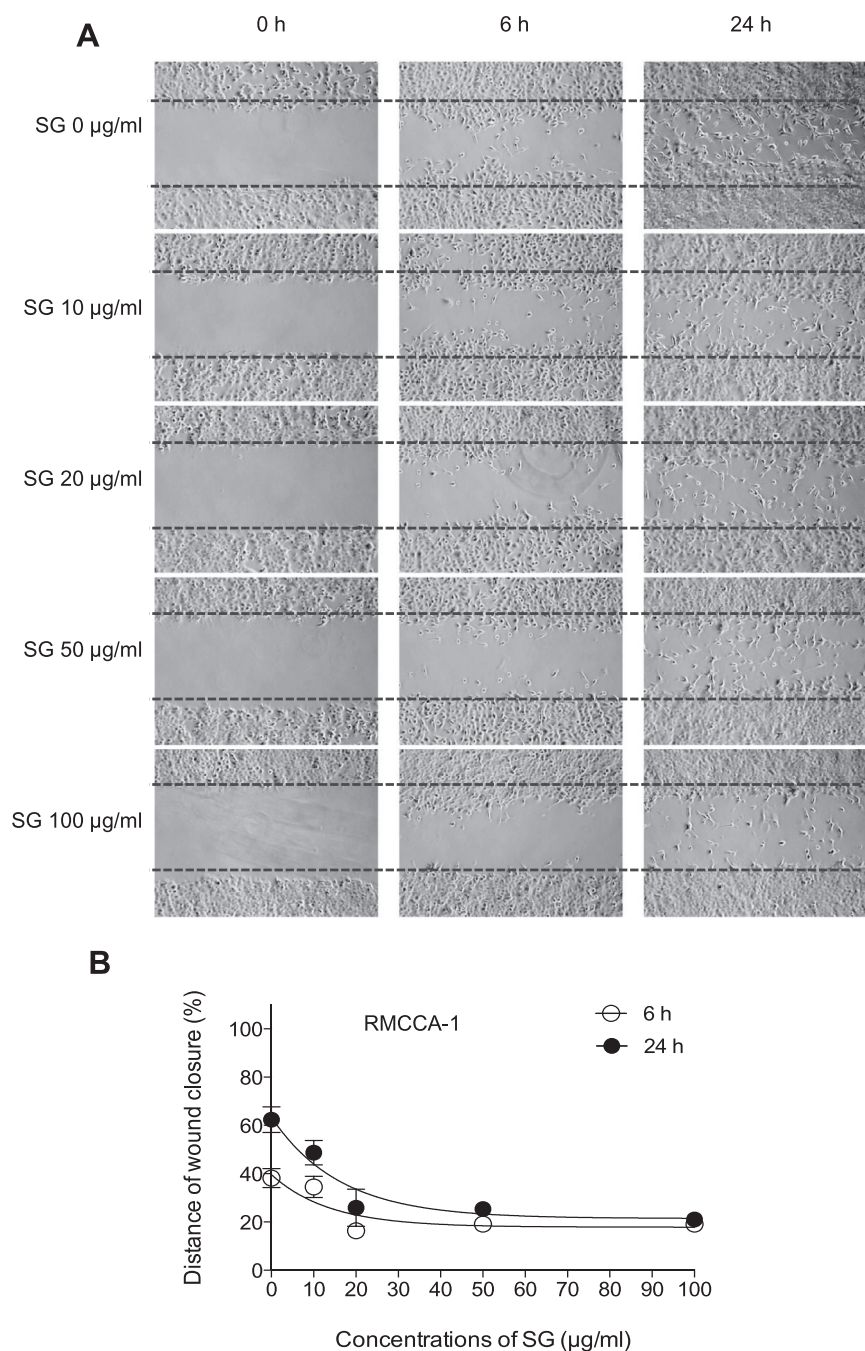 A
0 h 6 h 24 h
SG 0 µg/ml
SG 10 µg/ml
SG 20 µg/ml
SG 50 µg/ml
SG 100 µg/ml
B
RMCCA-1
6 h
24 h
Distance of wound closure (%)
100
80
60
40
20
0
0 10 20 30 40 50 60 70 80 90 100
Concentrations of SG (µg/ml)